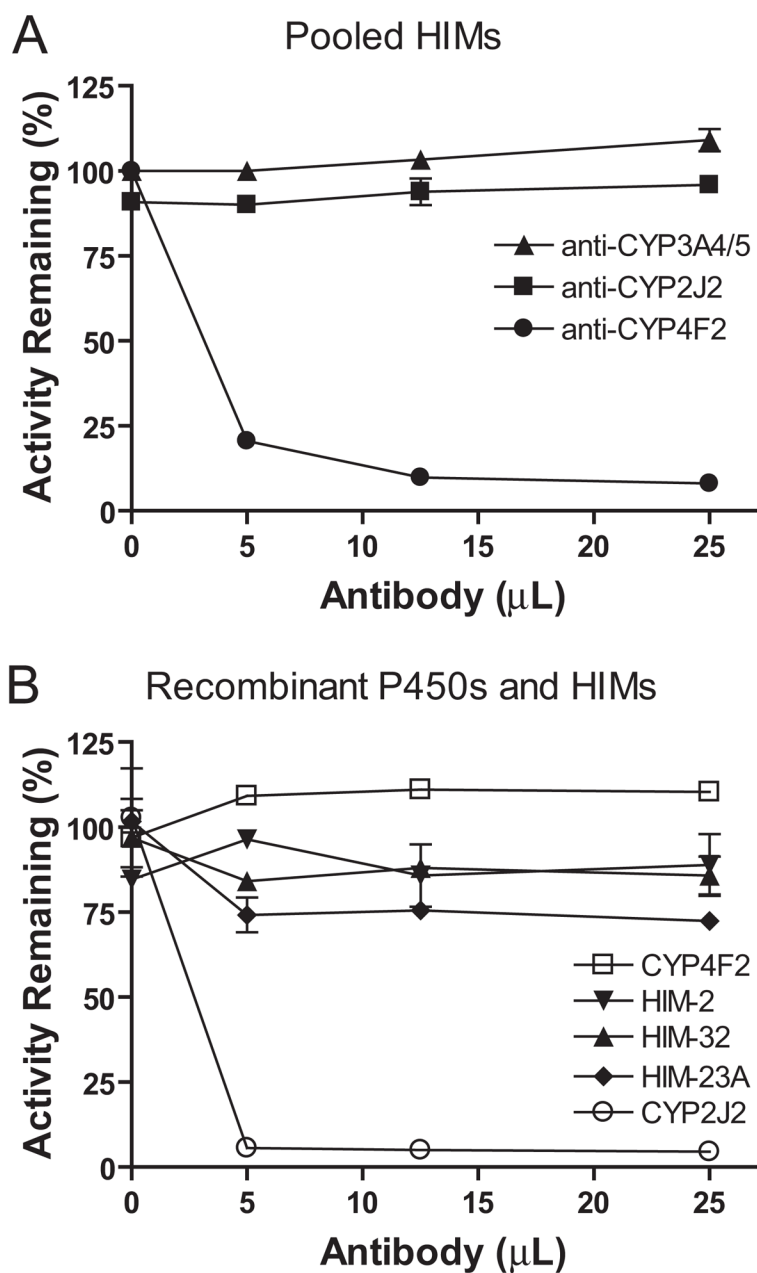 A
Pooled HIMs
Activity Remaining (%)
125
100
75
50
25
0
anti-CYP3A4/5
anti-CYP2J2
anti-CYP4F2
0 5 10 15 20 25
Antibody (μL)
B
Recombinant P450s and HIMs
Activity Remaining (%)
125
100
75
50
25
0
CYP4F2
HIM-2
HIM-32
HIM-23A
CYP2J2
0 5 10 15 20 25
Antibody (μL)